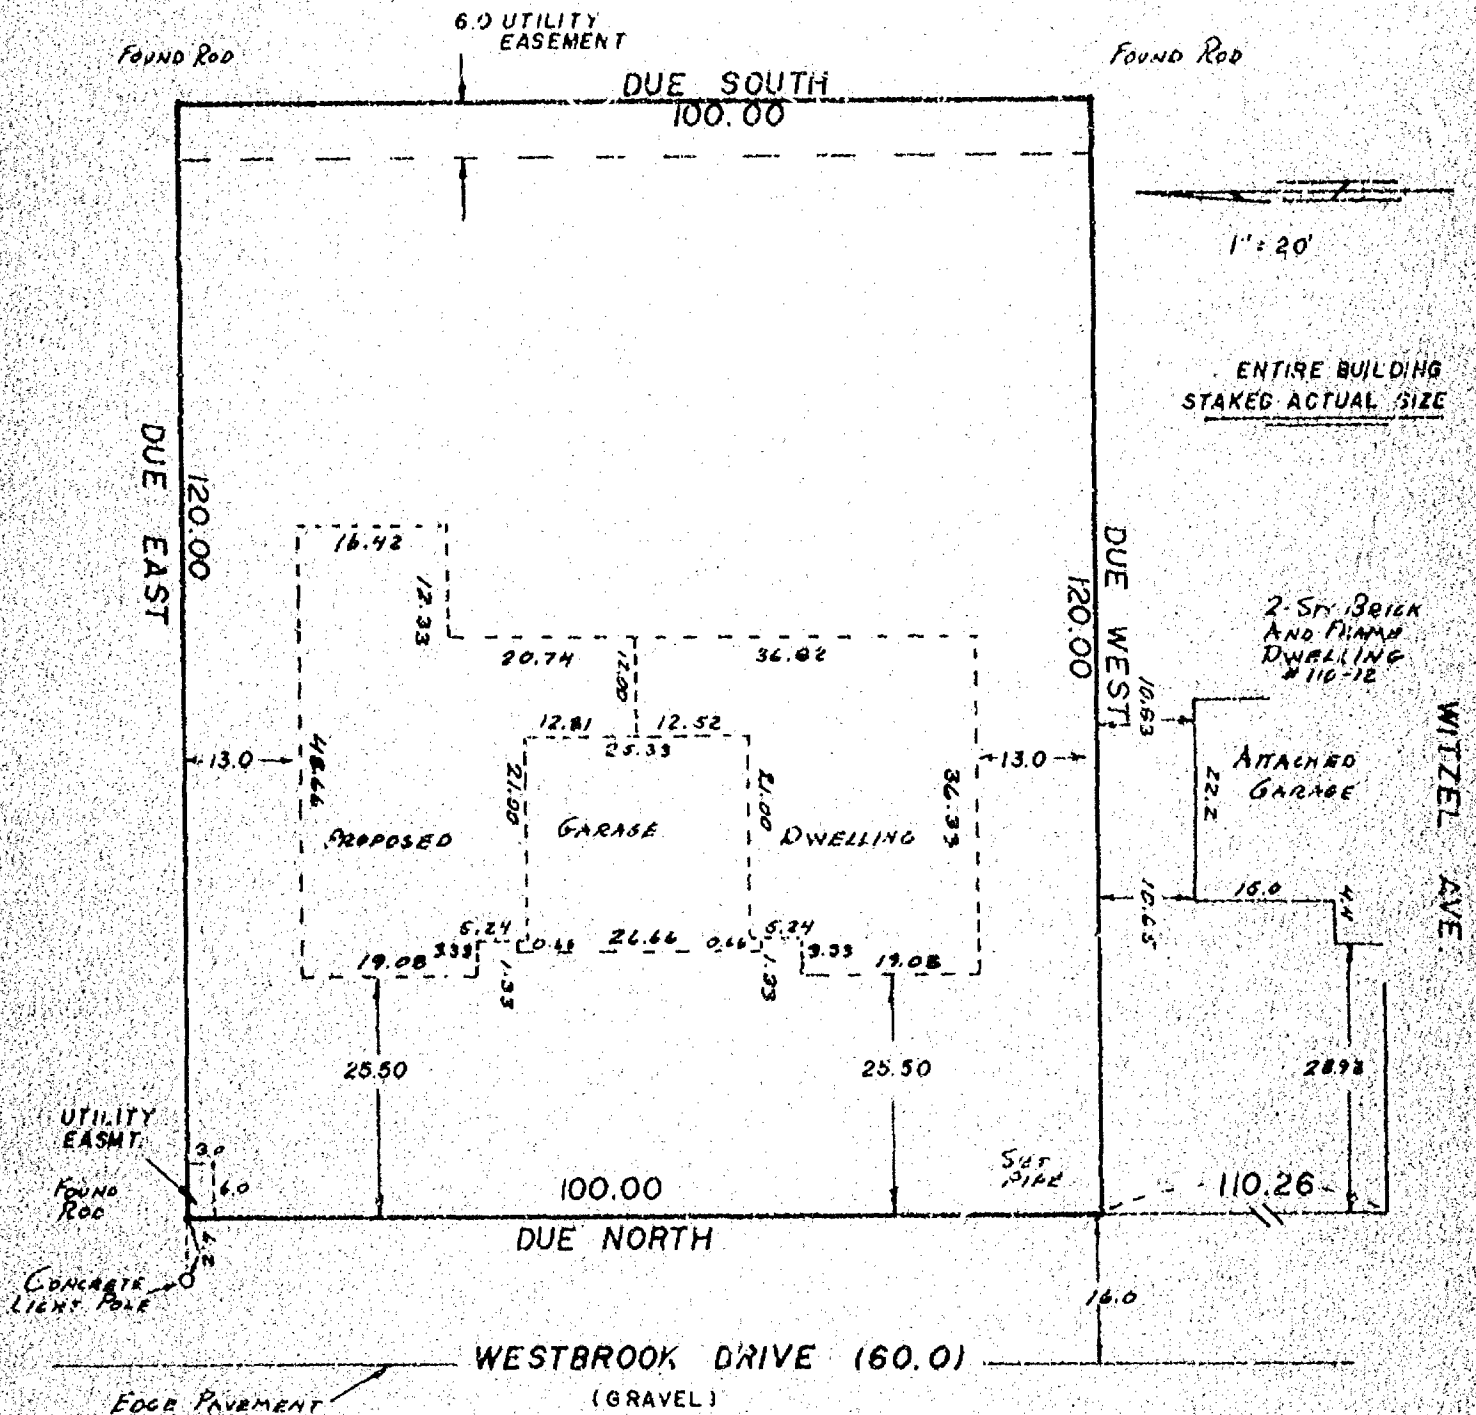 6.0 UTILITY
EASEMENT
FOUND ROD
FOUND ROD
DUE SOUTH
100.00
1" = 20'
ENTIRE BUILDING
STAKED ACTUAL SIZE
DUE EAST
120.00
DUE WEST
120.00
16.42
12.33
20.74
12.00
36.82
12.81
12.52
25.33
13.0
48.66
21.00
21.00
13.0
36.33
PROPOSED
GARAGE
DWELLING
10.83
2-STY BRICK
AND FRAME
DWELLING
#110-12
ATTACHED
GARAGE
22.2
WITZEL AVE.
10.65
15.0
4.4
5.24
0.66
26.66
0.66
5.24
19.08
3.33
1.33
1.33
3.33
19.08
25.50
25.50
28.98
UTILITY
EASMT.
3.0
6.0
FOUND
ROD
100.00
DUE NORTH
SET
PIPE
110.26
CONCRETE
LIGHT POLE
16.0
WESTBROOK DRIVE (60.0)
(GRAVEL)
EDGE PAVEMENT